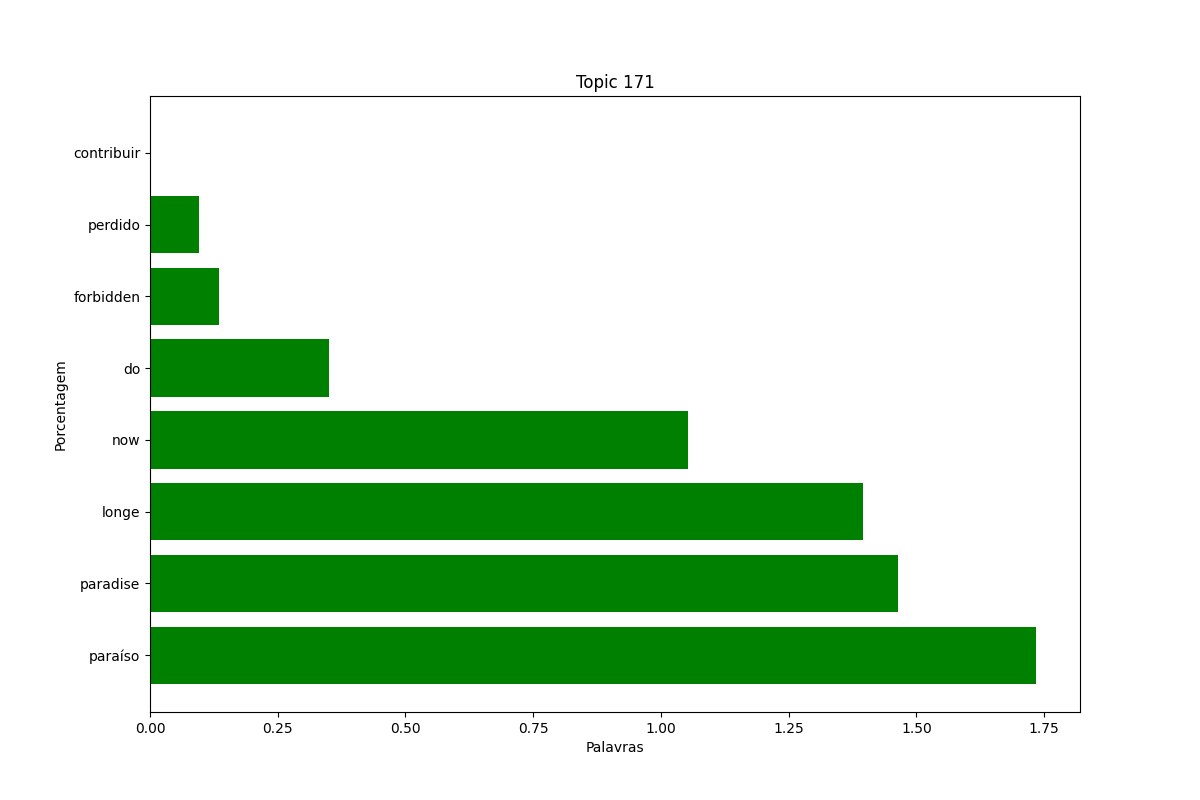 Topic 171
contribuir
perdido
forbidden
do
now
longe
paradise
paraíso
Porcentagem
0.00 0.25 0.50 0.75 1.00 1.25 1.50 1.75
Palavras